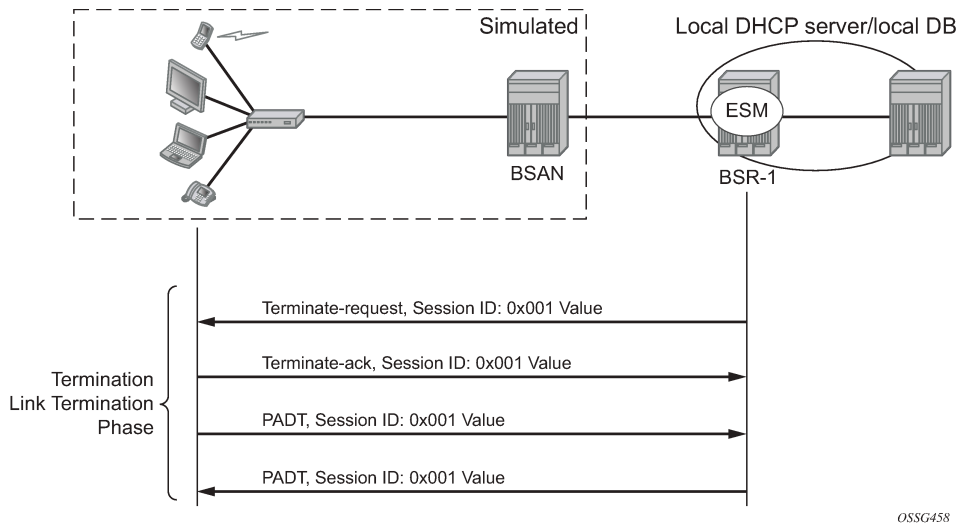 Simulated
Local DHCP server/local DB
ESM
BSAN
BSR-1
Terminate-request, Session ID: 0x001 Value
Terminate-ack, Session ID: 0x001 Value
Termination
Link Termination
Phase
PADT, Session ID: 0x001 Value
PADT, Session ID: 0x001 Value
OSSG458